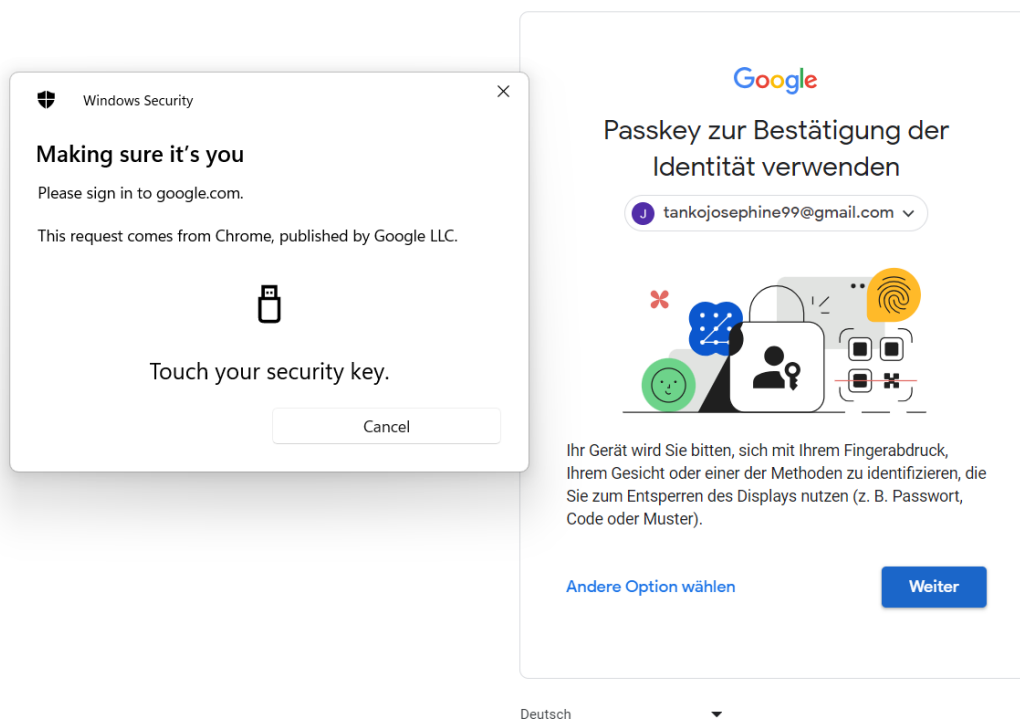 Windows Security
Making sure it's you
Please sign in to google.com.
This request comes from Chrome, published by Google LLC.
Touch your security key.
Cancel
Google
Passkey zur Bestätigung der
Identität verwenden
J
tankojosephine99@gmail.com
Ihr Gerät wird Sie bitten, sich mit Ihrem Fingerabdruck,
Ihrem Gesicht oder einer der Methoden zu identifizieren, die
Sie zum Entsperren des Displays nutzen (z. B. Passwort,
Code oder Muster).
Andere Option wählen
Weiter
Deutsch